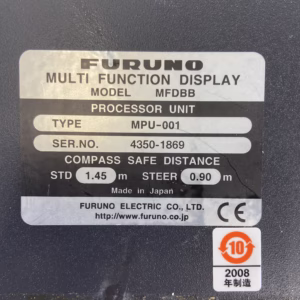 FURUNO
MULTI FUNCTION DISPLAY
MODEL MFDBB
PROCESSOR UNIT
TYPE MPU-001
SER.NO. 4350-1869
COMPASS SAFE DISTANCE
STD 1.45 m STEER 0.90 m
Made in Japan
FURUNO ELECTRIC CO., LTD.
http://www.furuno.co.jp
CE
10
2008
年制造